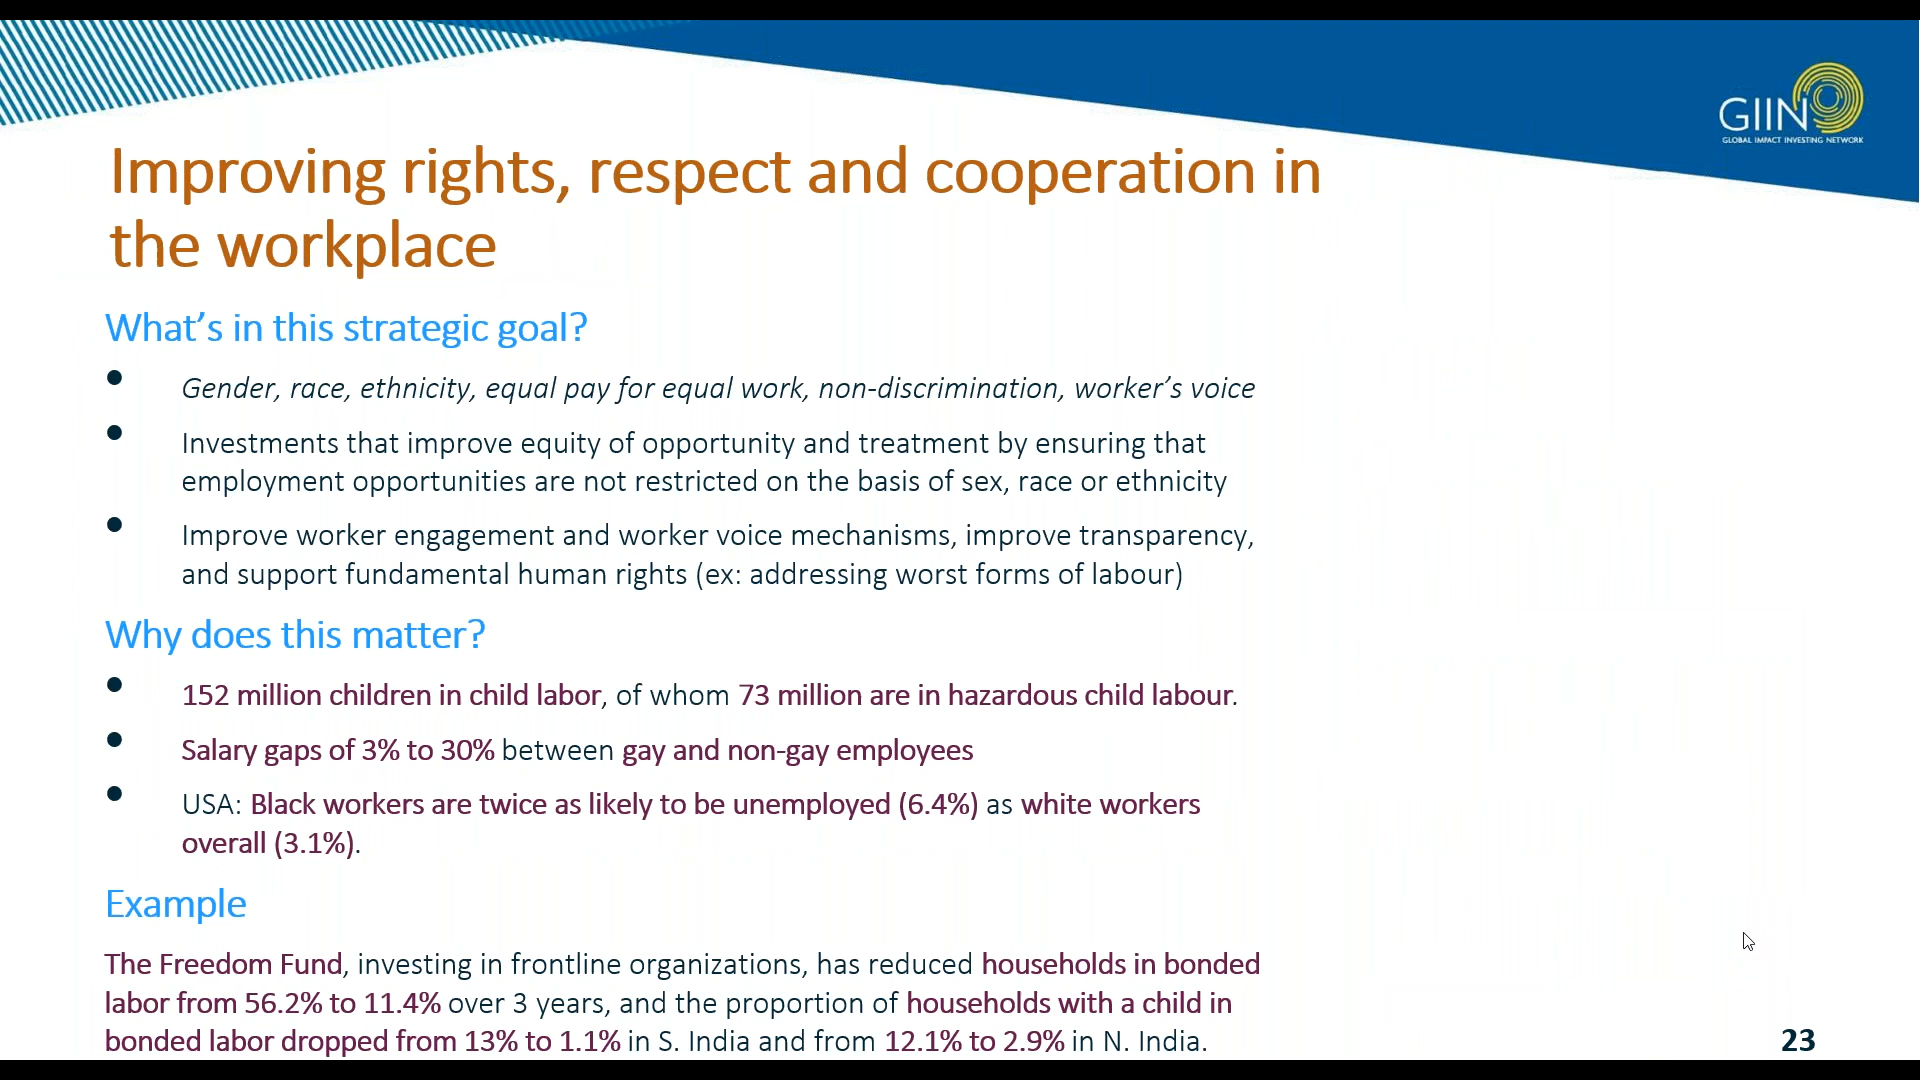 GIIN
GLOBAL IMPACT INVESTING NETWORK
Improving rights, respect and cooperation in
the workplace
What's in this strategic goal?
• Gender, race, ethnicity, equal pay for equal work, non-discrimination, worker's voice
• Investments that improve equity of opportunity and treatment by ensuring that
employment opportunities are not restricted on the basis of sex, race or ethnicity
• Improve worker engagement and worker voice mechanisms, improve transparency,
and support fundamental human rights (ex: addressing worst forms of labour)
Why does this matter?
• 152 million children in child labor, of whom 73 million are in hazardous child labour.
• Salary gaps of 3% to 30% between gay and non-gay employees
• USA: Black workers are twice as likely to be unemployed (6.4%) as white workers
overall (3.1%).
Example
The Freedom Fund, investing in frontline organizations, has reduced households in bonded
labor from 56.2% to 11.4% over 3 years, and the proportion of households with a child in
bonded labor dropped from 13% to 1.1% in S. India and from 12.1% to 2.9% in N. India.
23